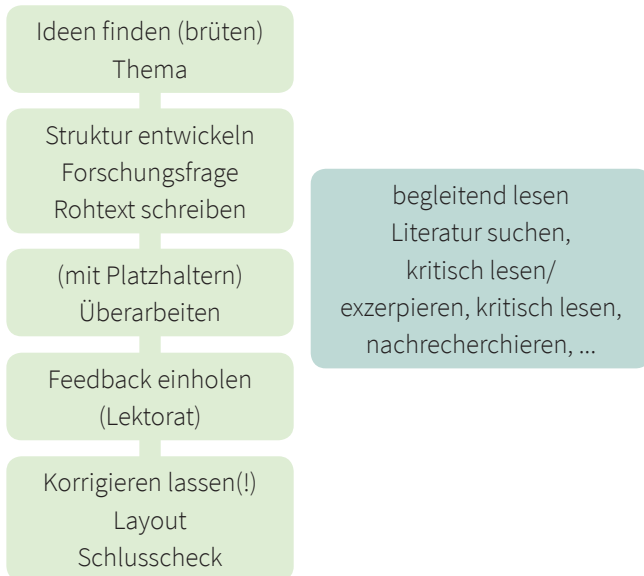 Ideen finden (brüten)
Thema
Struktur entwickeln
Forschungsfrage
Rohtext schreiben
(mit Platzhaltern)
Überarbeiten
Feedback einholen
(Lektorat)
Korrigieren lassen(!)
Layout
Schlusscheck
begleitend lesen
Literatur suchen,
kritisch lesen/
exzerpieren, kritisch lesen,
nachrecherchieren, ...